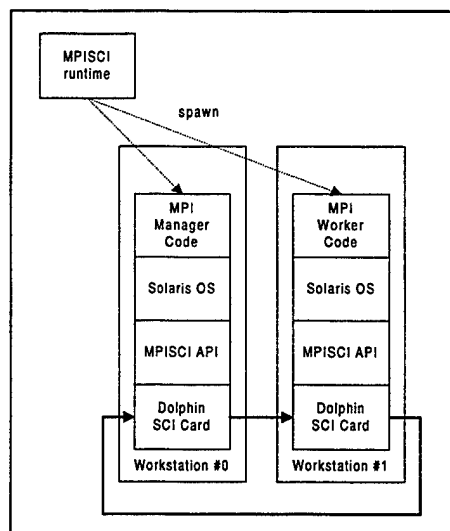 MPISCI
runtime
spawn
MPI
Manager
Code
Solaris OS
MPISCI API
Dolphin
SCI Card
Workstation #0
MPI
Worker
Code
Solaris OS
MPISCI API
Dolphin
SCI Card
Workstation #1